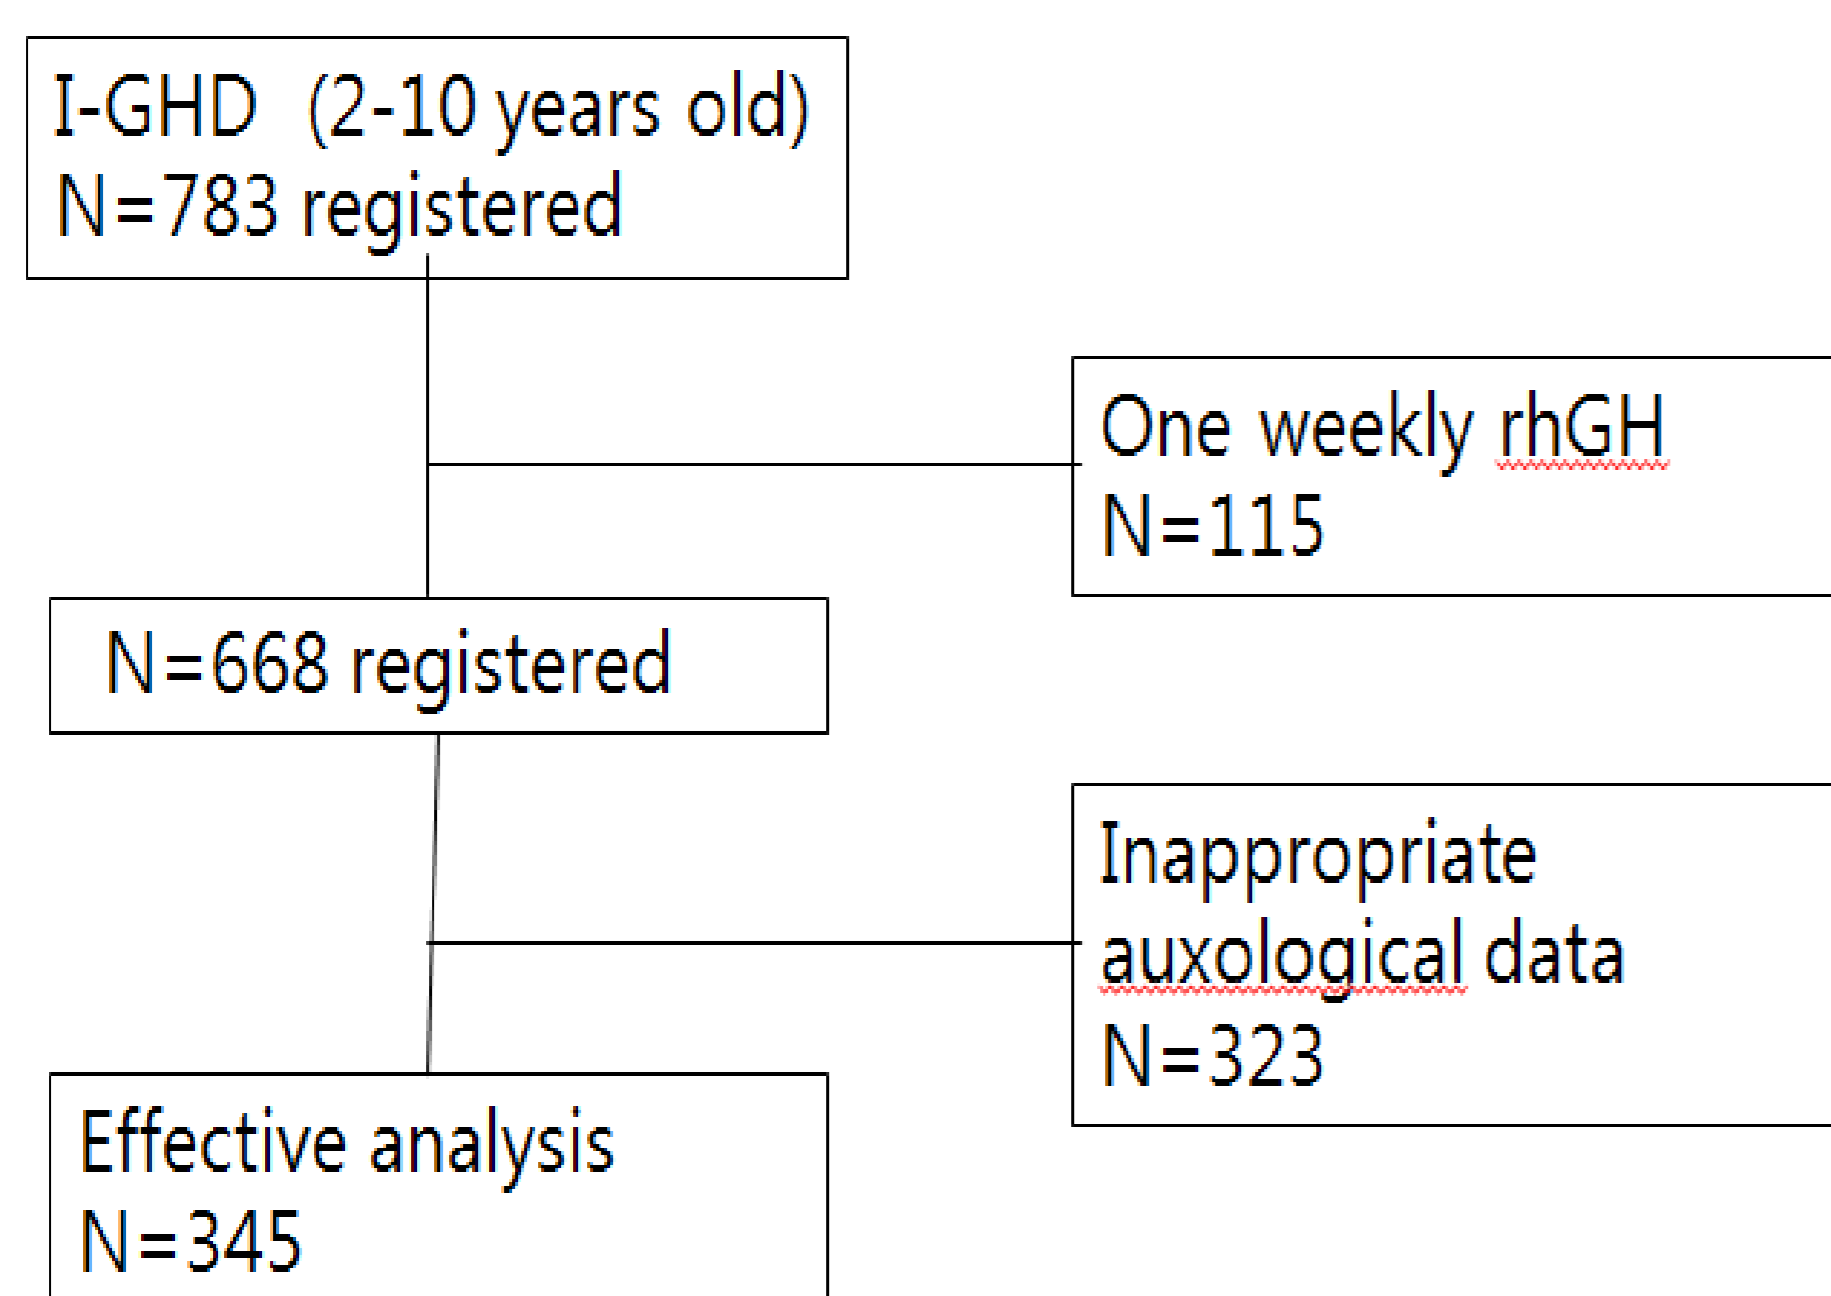 I-GHD (2-10 years old)
N=783 registered
One weekly rhGH
N=115
N=668 registered
Inappropriate
auxological data
N=323
Effective analysis
N=345